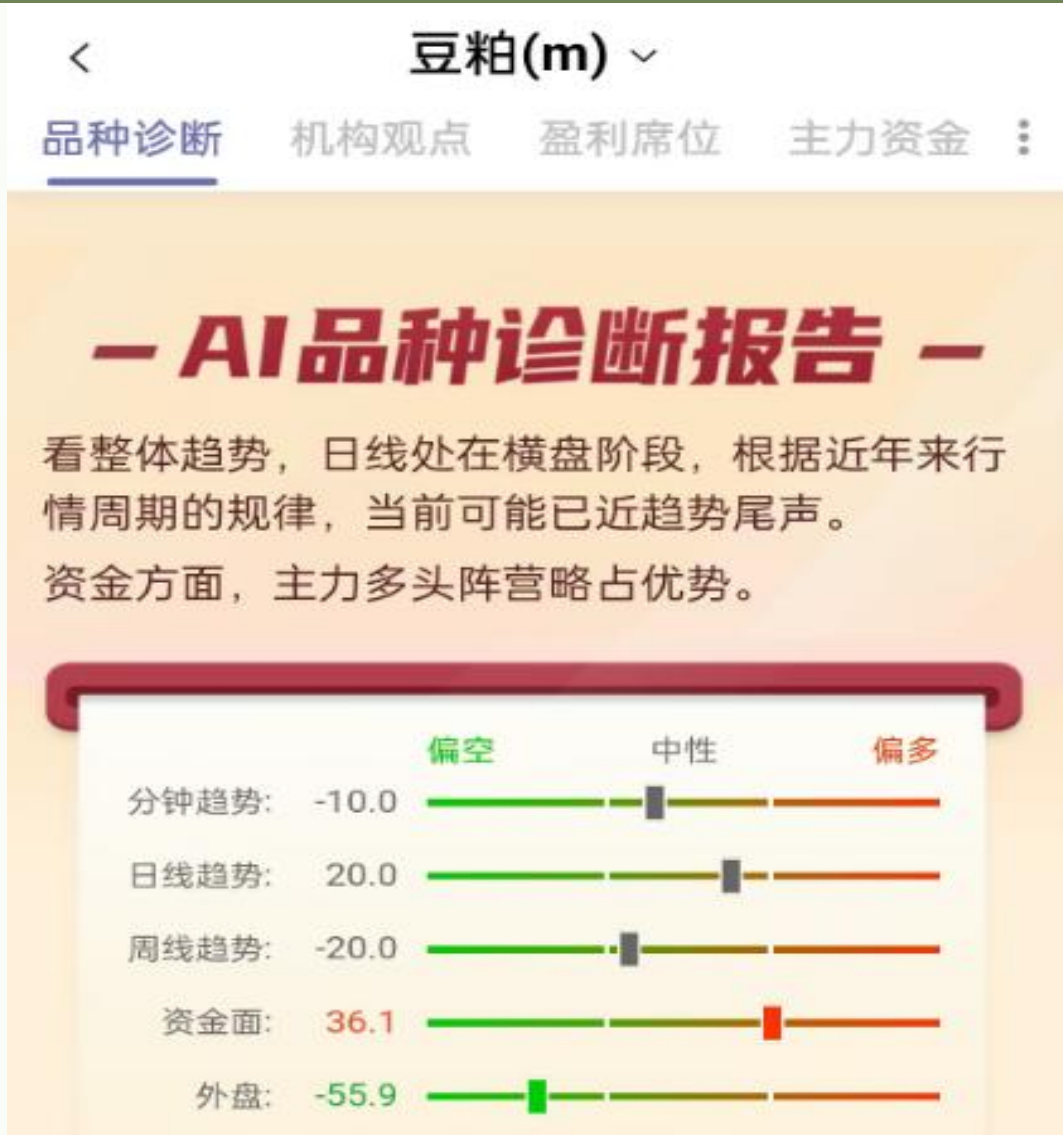 豆粕(m)
品种诊断 机构观点 盈利席位 主力资金
— AI品种诊断报告 —
看整体趋势，日线处在横盘阶段，根据近年来行
情周期的规律，当前可能已近趋势尾声。
资金方面，主力多头阵营略占优势。
偏空 中性 偏多
分钟趋势: -10.0
日线趋势: 20.0
周线趋势: -20.0
资金面: 36.1
外盘: -55.9